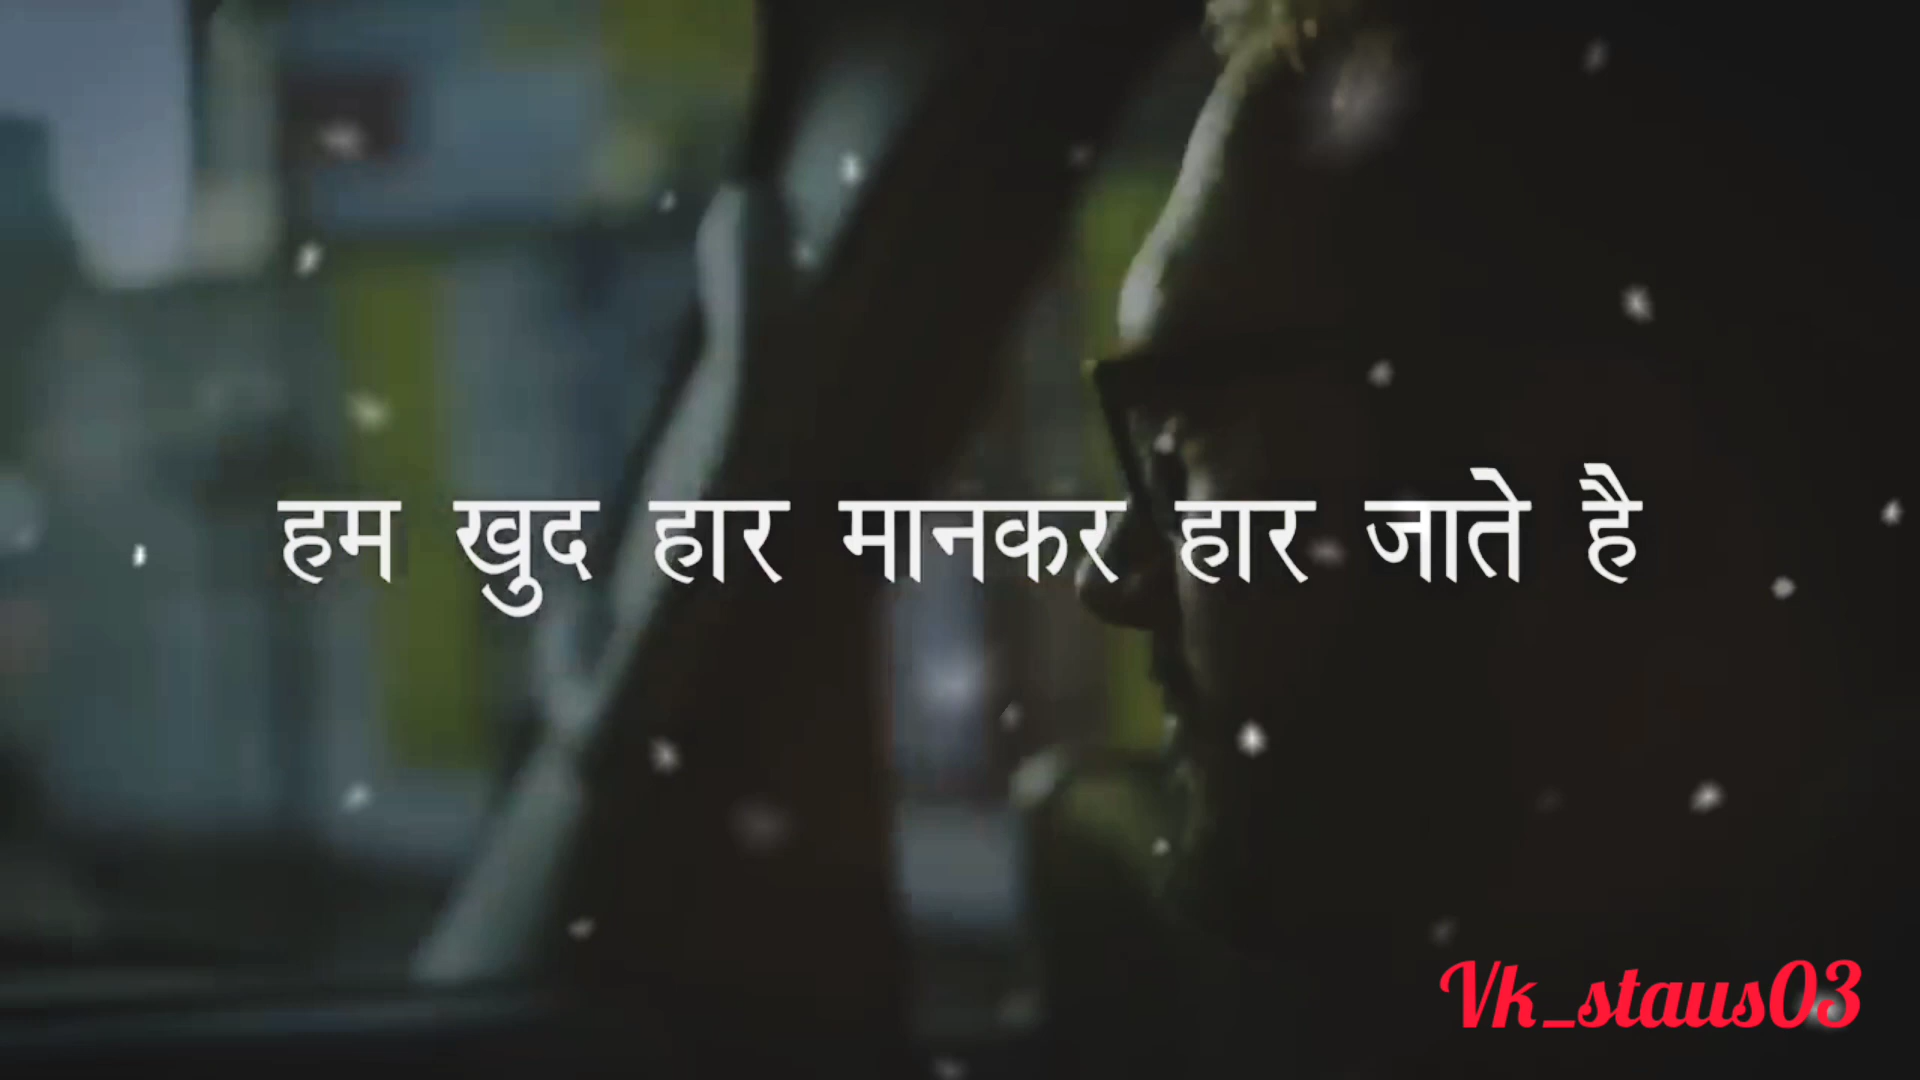 हम खुद हार मानकर हार जाते है
Vk_staus03